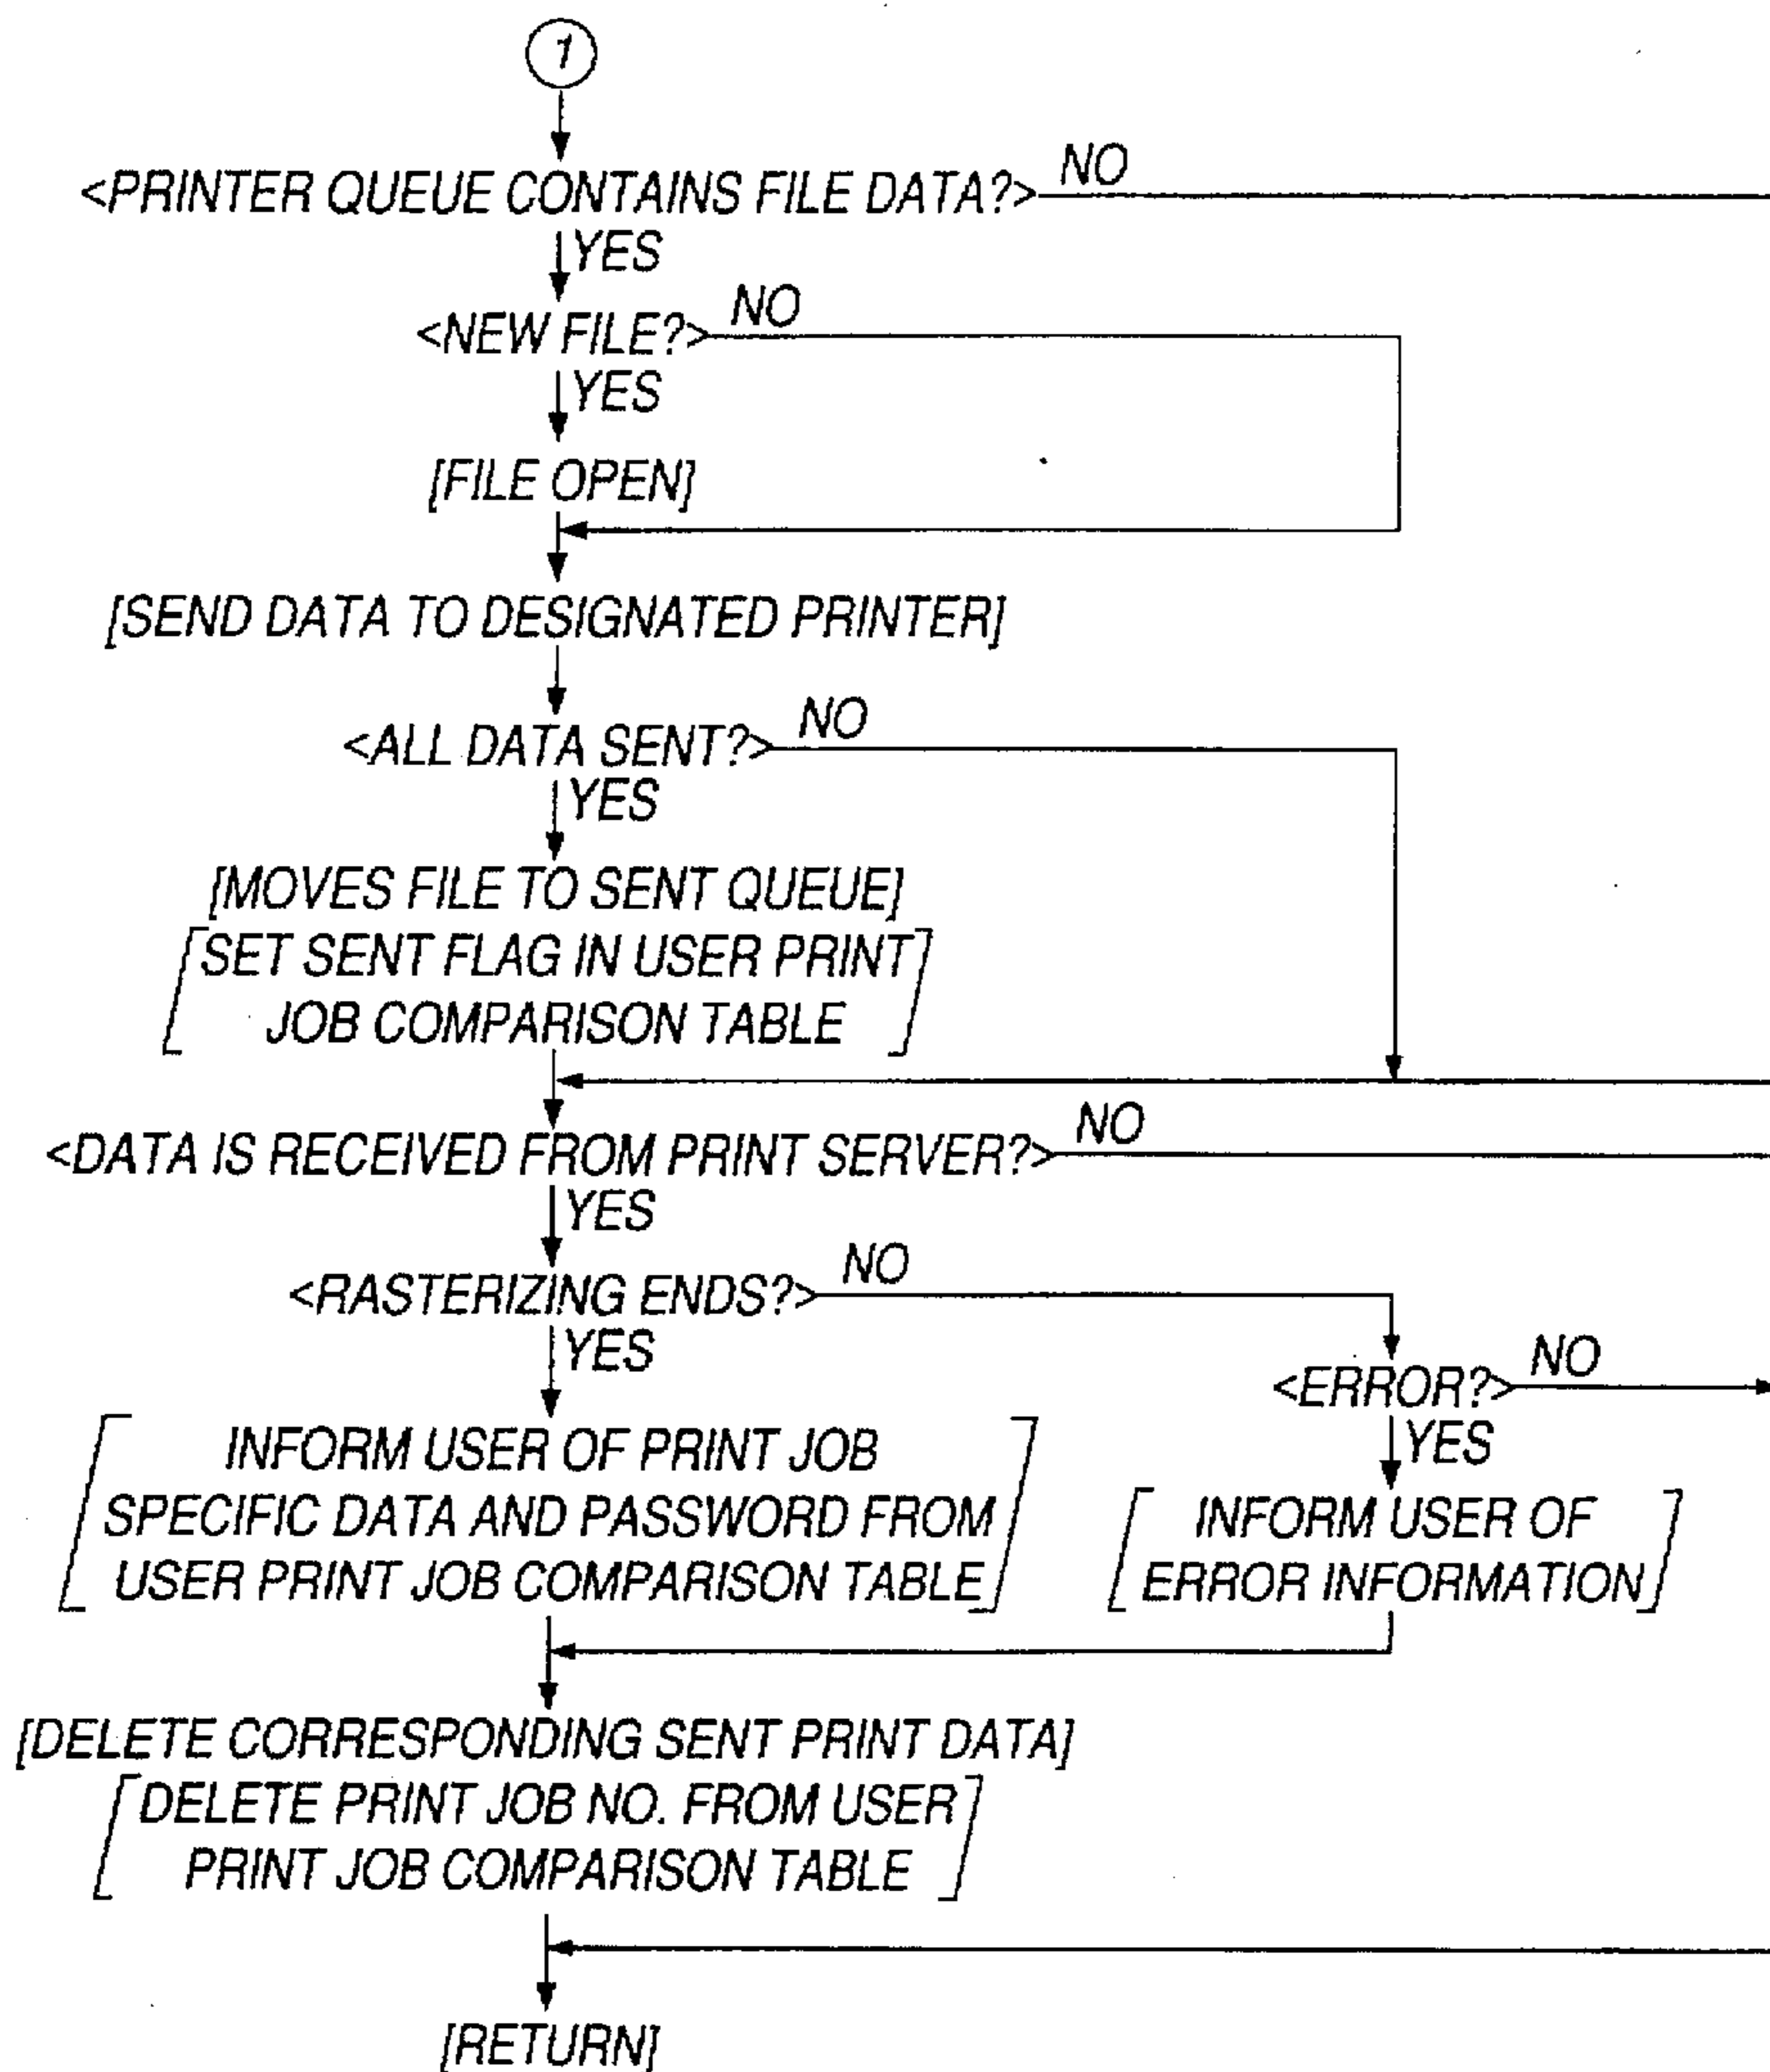 1
<PRINTER QUEUE CONTAINS FILE DATA?> NO
YES
<NEW FILE?> NO
YES
[FILE OPEN]
[SEND DATA TO DESIGNATED PRINTER]
<ALL DATA SENT?> NO
YES
[MOVES FILE TO SENT QUEUE]
[SET SENT FLAG IN USER PRINT
JOB COMPARISON TABLE]
<DATA IS RECEIVED FROM PRINT SERVER?> NO
YES
<RASTERIZING ENDS?> NO
YES
<ERROR?> NO
YES
[INFORM USER OF PRINT JOB
SPECIFIC DATA AND PASSWORD FROM
USER PRINT JOB COMPARISON TABLE]
[INFORM USER OF
ERROR INFORMATION]
[DELETE CORRESPONDING SENT PRINT DATA]
[DELETE PRINT JOB NO. FROM USER
PRINT JOB COMPARISON TABLE]
[RETURN]